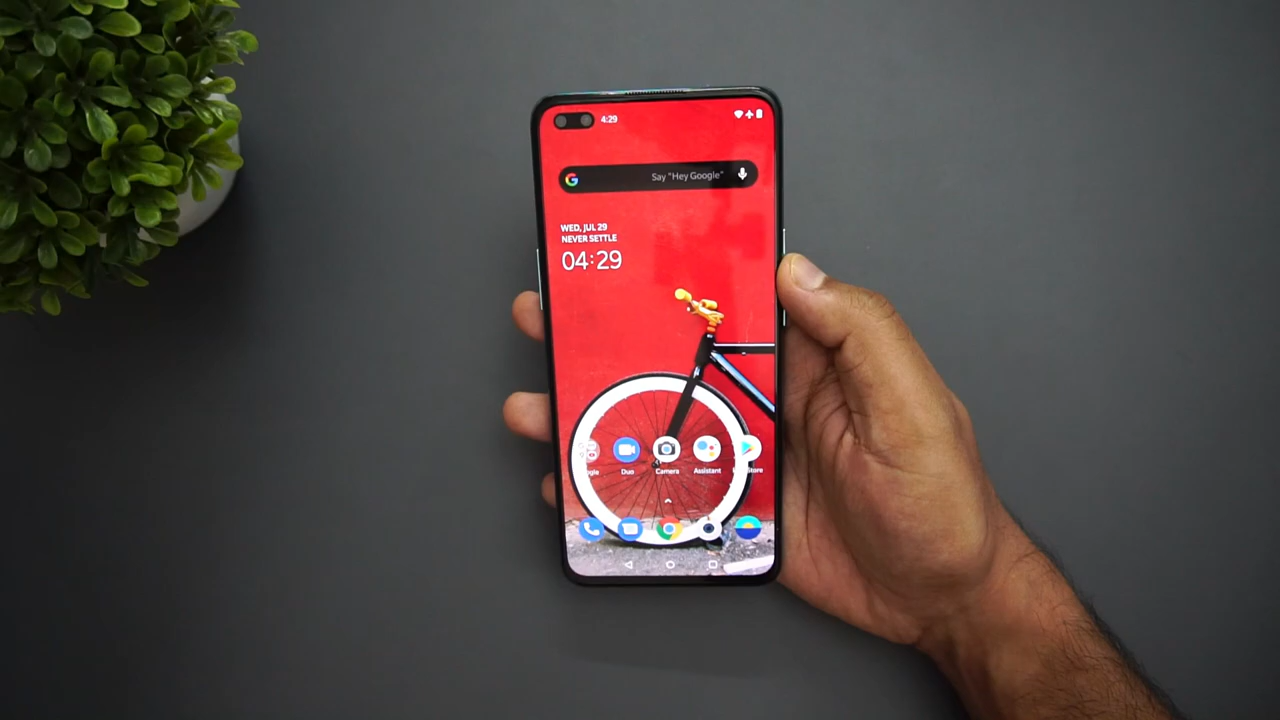 4:29
Say "Hey Google"
WED, JUL 29
NEVER SETTLE
04:29
Duo Camera Assistant